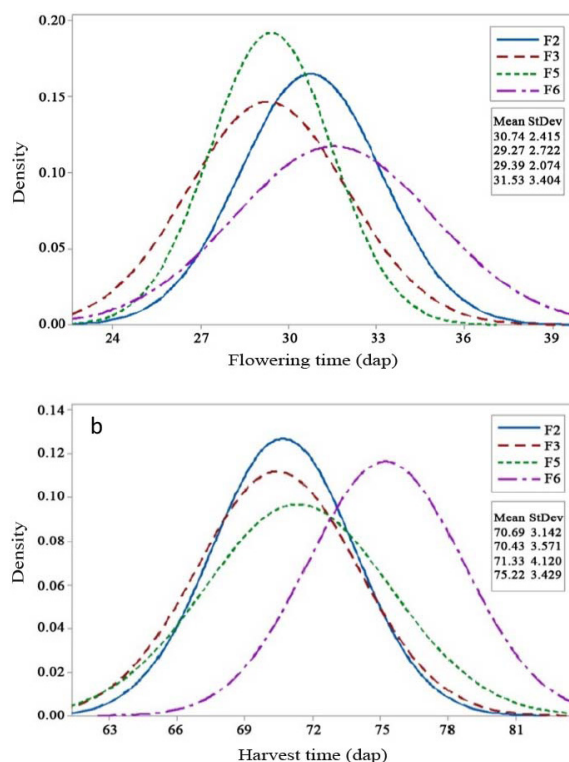 0.20
0.15
0.10
0.05
0.00
Density
24 27 30 33 36 39
Flowering time (dap)
F2
F3
F5
F6
Mean StDev
30.74 2.415
29.27 2.722
29.39 2.074
31.53 3.404
b
0.14
0.12
0.10
0.08
0.06
0.04
0.02
0.00
Density
63 66 69 72 75 78 81
Harvest time (dap)
F2
F3
F5
F6
Mean StDev
70.69 3.142
70.43 3.571
71.33 4.120
75.22 3.429